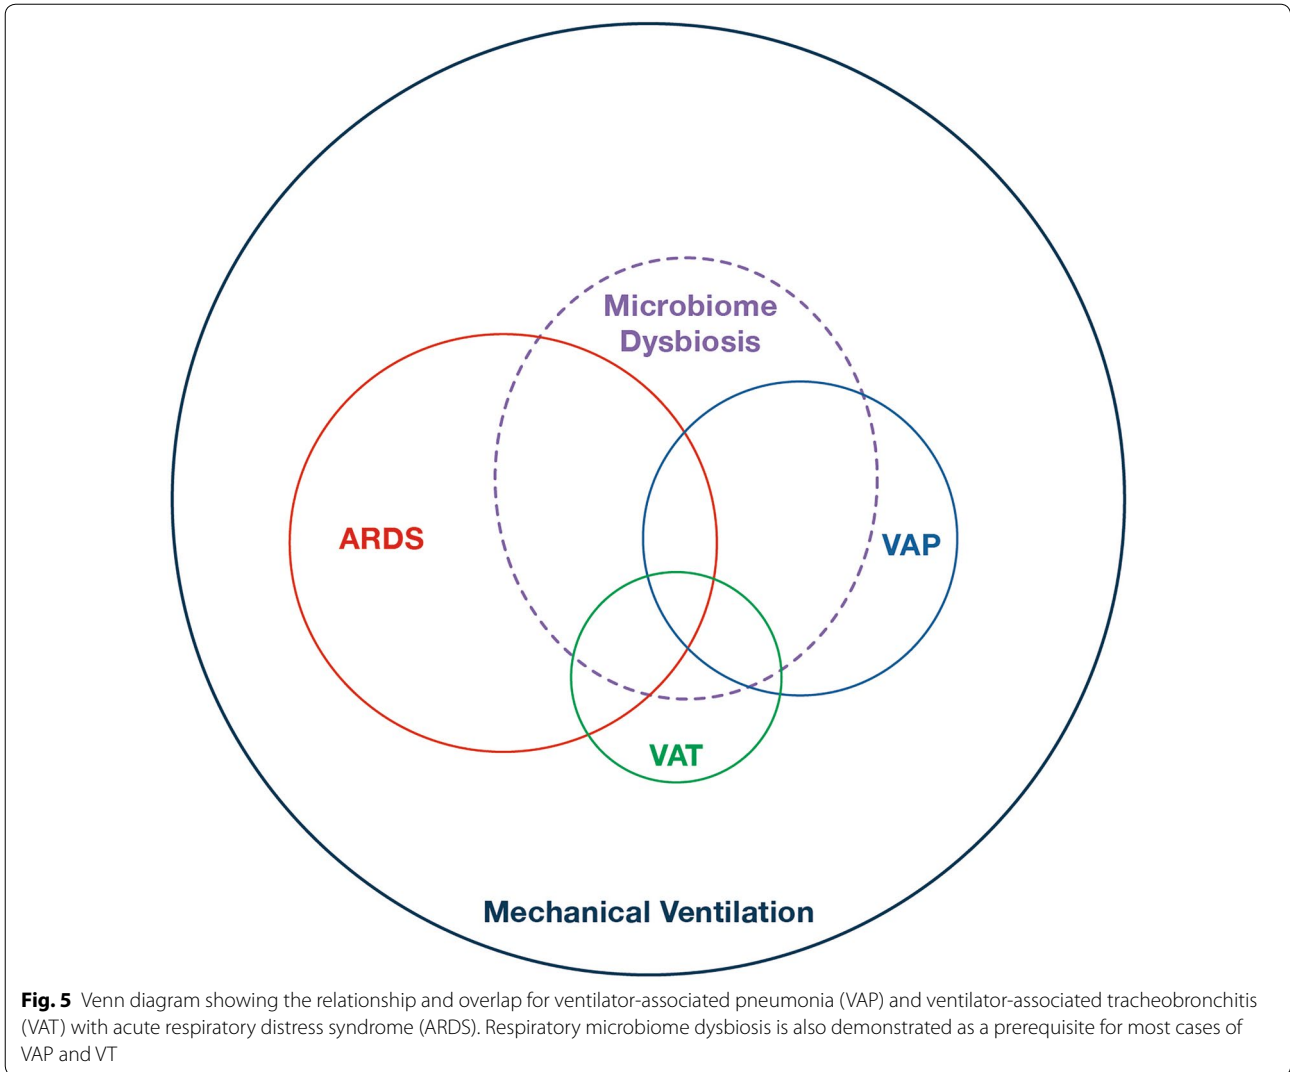 Microbiome
Dysbiosis
ARDS
VAP
VAT
Mechanical Ventilation
Fig. 5 Venn diagram showing the relationship and overlap for ventilator-associated pneumonia (VAP) and ventilator-associated tracheobronchitis
(VAT) with acute respiratory distress syndrome (ARDS). Respiratory microbiome dysbiosis is also demonstrated as a prerequisite for most cases of
VAP and VT